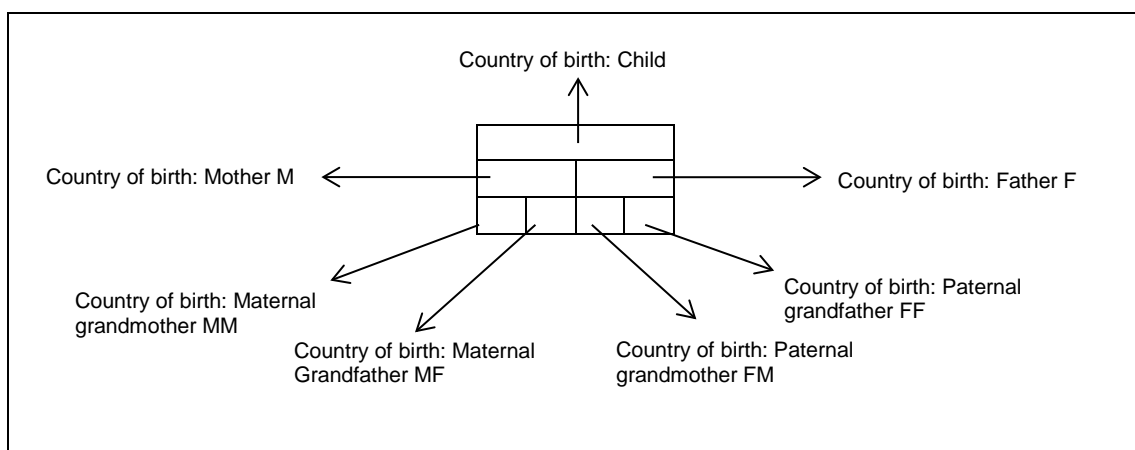 Country of birth: Child
Country of birth: Mother M
Country of birth: Father F
Country of birth: Maternal
grandmother MM
Country of birth: Maternal
Grandfather MF
Country of birth: Paternal
grandmother FM
Country of birth: Paternal
grandfather FF